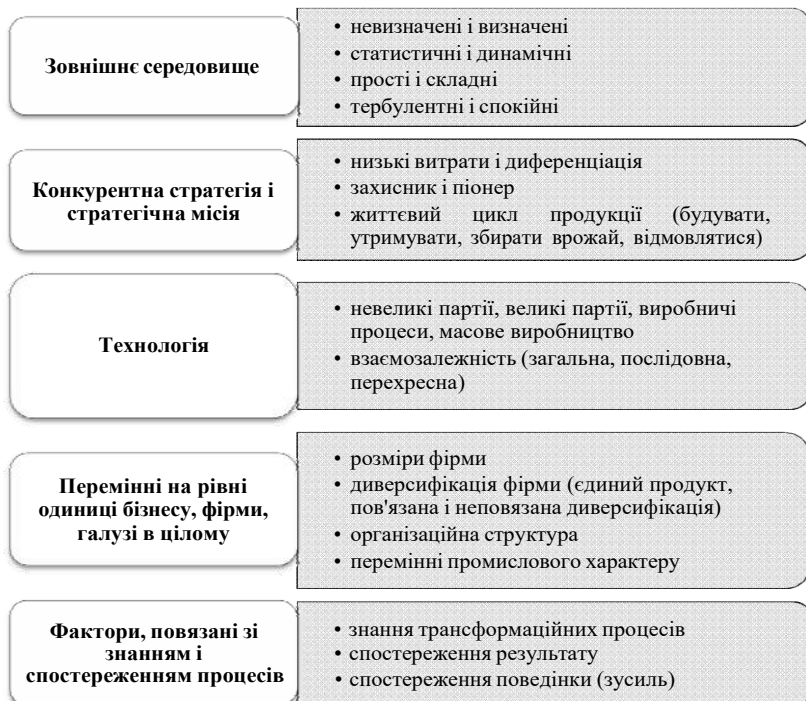 Зовнішнє середовище
• невизначені і визначені
• статистичні і динамічні
• прості і складні
• тербулентні і спокійні
Конкурентна стратегія і
стратегічна місія
• низькі витрати і диференціація
• захисник і піонер
• життєвий цикл продукції (будувати,
утримувати, збирати врожай, відмовлятися)
Технологія
• невеликі партії, великі партії, виробничі
процеси, масове виробництво
• взаємозалежність (загальна, послідовна,
перехресна)
Перемінні на рівні
одиниці бізнесу, фірми,
галузі в цілому
• розміри фірми
• диверсифікація фірми (єдиний продукт,
пов'язана і неповязана диверсифікація)
• організаційна структура
• перемінні промислового характеру
Фактори, повязані зі
знанням і
спостереженням процесів
• знання трансформаційних процесів
• спостереження результату
• спостереження поведінки (зусиль)